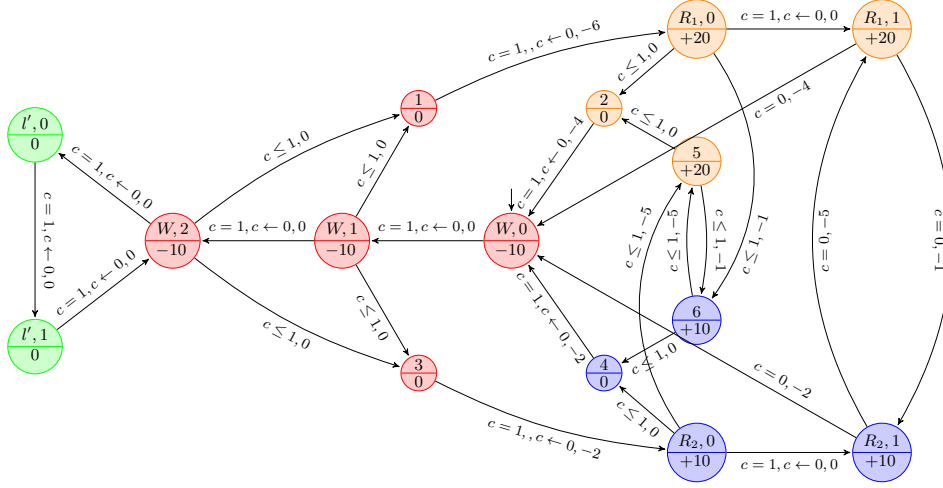 R₁, 0
+20
c = 1, c ← 0, 0
R₁, 1
+20
c = 1, , c ← 0, −6
c ≤ 1, 0
1
0
2
0
c = 0, −4
l′, 0
0
c ≤ 1, 0
c ≤ 1, 0
c = 1, c ← 0, −4
c ≤ 1, 0
5
+20
c = 1, c ← 0, 0
c = 1, c ← 0, 0
W, 2
−10
c = 1, c ← 0, 0
W, 1
−10
c = 1, c ← 0, 0
W, 0
−10
c ≤ 1, −5
c ≤ 1, −5
c ≤ 1, −1
c ≤ 1, −1
c = 0, −5
c = 0, −1
c = 1, c ← 0, 0
l′, 1
0
c ≤ 1, 0
c ≤ 1, 0
c = 1, c ← 0, −2
6
+10
c ≤ 1, 0
3
0
4
0
c = 0, −2
c = 1, , c ← 0, −2
c ≤ 1, 0
R₂, 0
+10
c = 1, c ← 0, 0
R₂, 1
+10